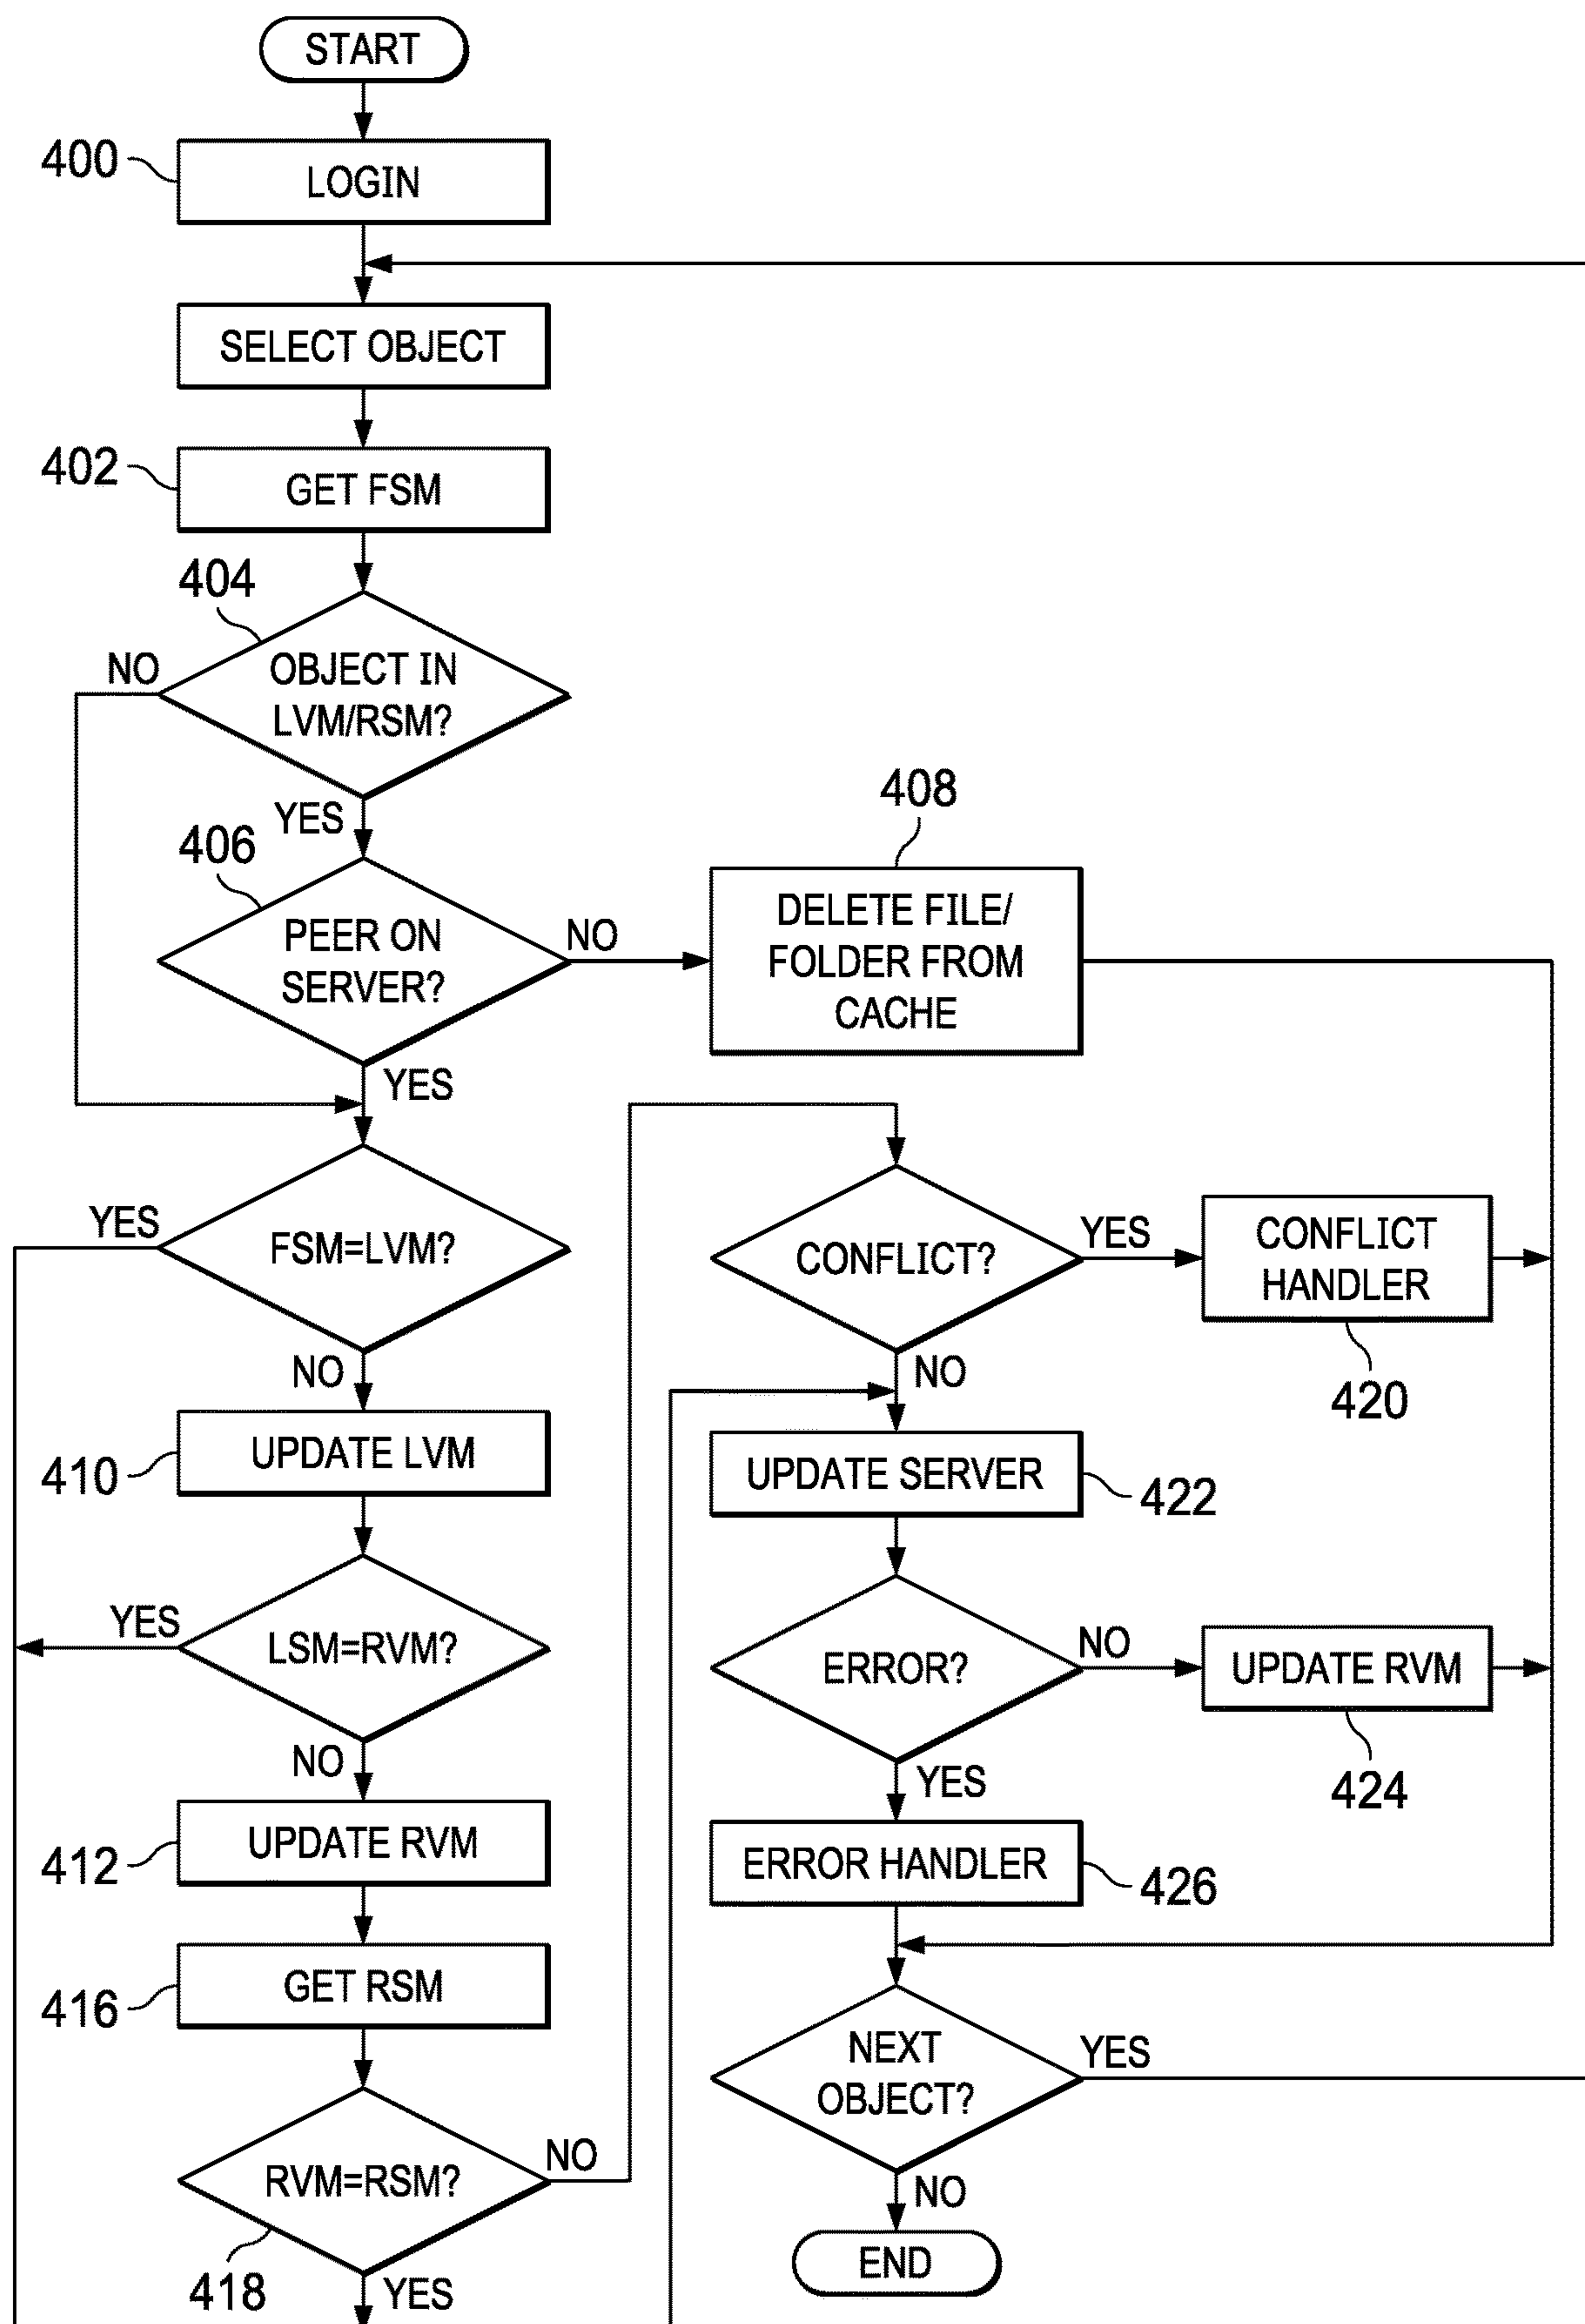 START
400
LOGIN
SELECT OBJECT
402
GET FSM
404
NO
OBJECT IN
LVM/RSM?
YES
406
PEER ON
SERVER?
NO
408
DELETE FILE/
FOLDER FROM
CACHE
YES
YES
FSM=LVM?
NO
410
UPDATE LVM
YES
LSM=RVM?
NO
412
UPDATE RVM
416
GET RSM
RVM=RSM?
NO
418
YES
CONFLICT?
YES
CONFLICT
HANDLER
420
NO
UPDATE SERVER
422
ERROR?
NO
UPDATE RVM
424
YES
ERROR HANDLER
426
NEXT
OBJECT?
YES
NO
END